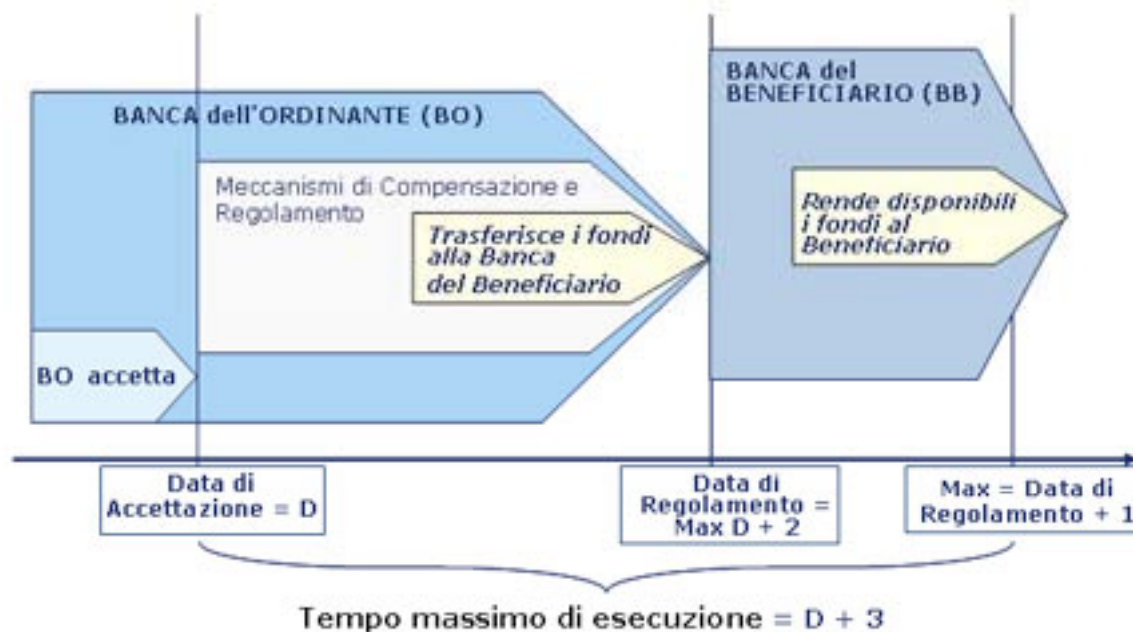 BANCA dell'ORDINANTE (BO)
Meccanismi di Compensazione e
Regolamento
Trasferisce i fondi
alla Banca
del Beneficiario
BO accetta
BANCA del
BENEFICIARIO (BB)
Rende disponibili
i fondi al
Beneficiario
Data di
Accettazione = D
Data di
Regolamento =
Max D + 2
Max = Data di
Regolamento + 1
Tempo massimo di esecuzione = D + 3